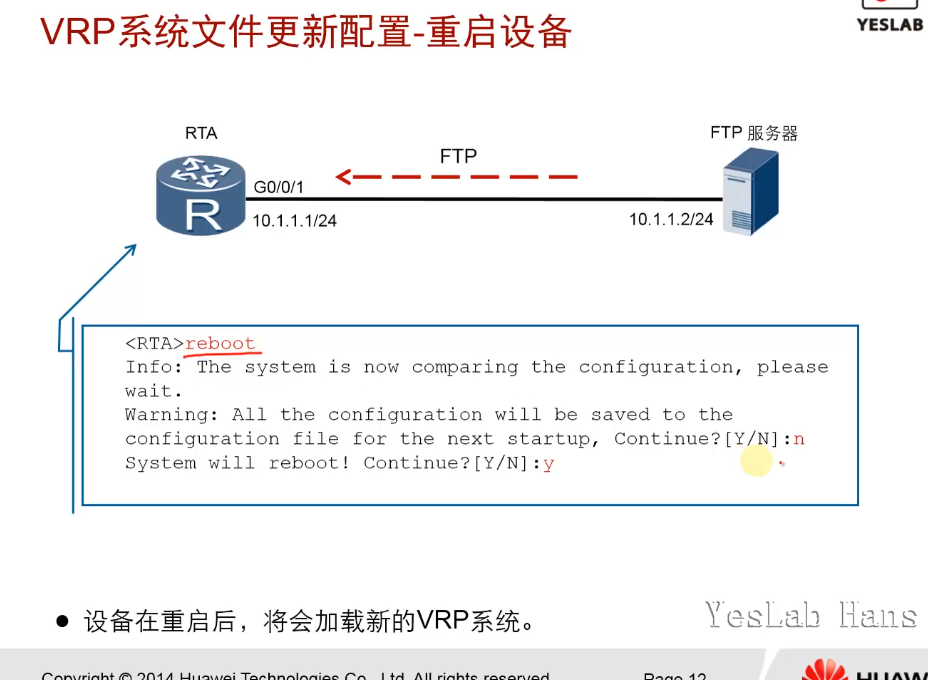 VRP系统文件更新配置-重启设备
YESLAB
RTA
FTP 服务器
FTP
G0/0/1
R
10.1.1.1/24
10.1.1.2/24
<RTA>reboot
Info: The system is now comparing the configuration, please
wait.
Warning: All the configuration will be saved to the
configuration file for the next startup, Continue?[Y/N]:n
System will reboot! Continue?[Y/N]:y
● 设备在重启后，将会加载新的VRP系统。
YesLab Hans
Copyright © 2014 Huawei Technologies Co., Ltd. All rights reserved.
Page 12
HUAW